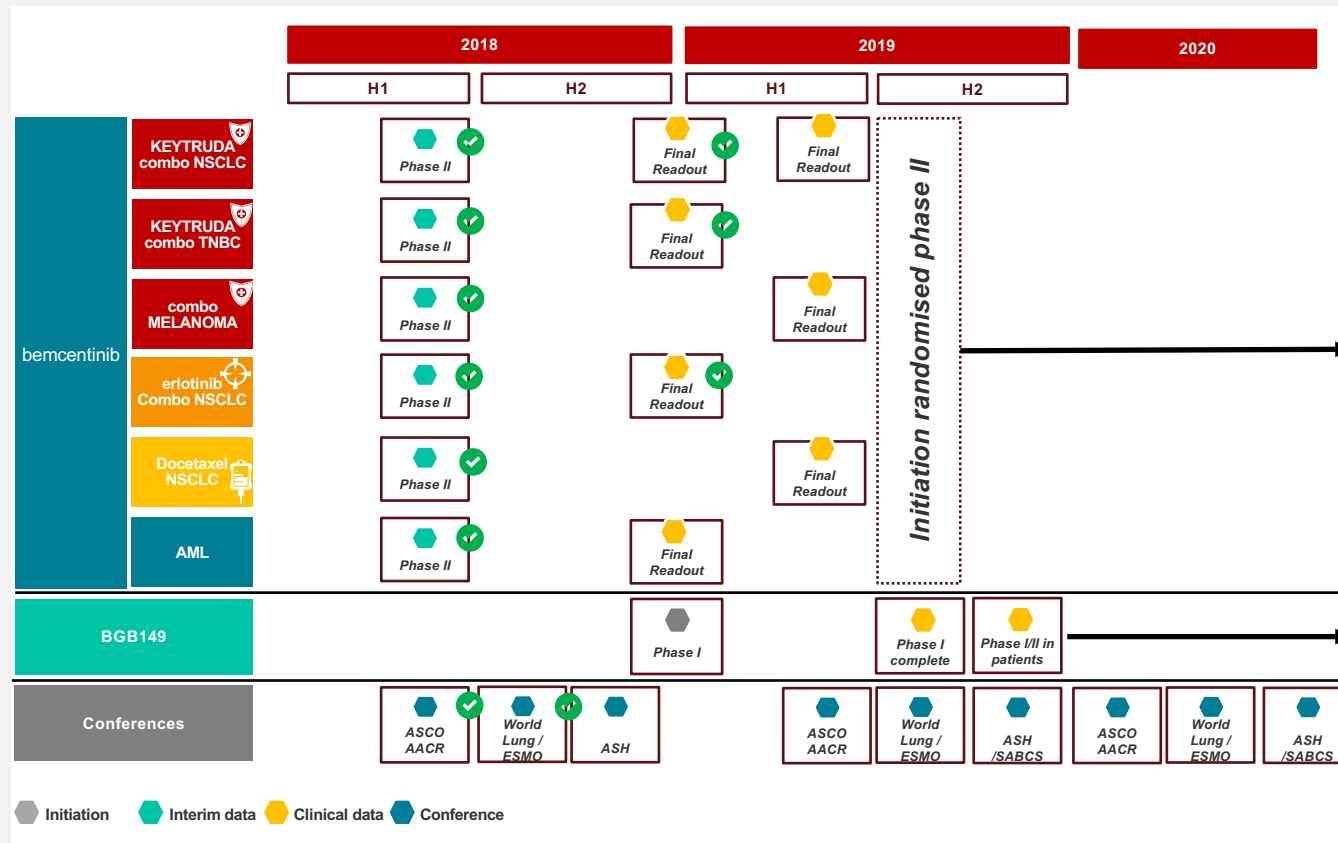 2018
2019
2020
H1
H2
H1
H2
bemcentinib
KEYTRUDA
combo NSCLC
Phase II
Final
Readout
Final
Readout
KEYTRUDA
combo TNBC
Phase II
Final
Readout
combo
MELANOMA
Phase II
Final
Readout
erlotinib
Combo NSCLC
Phase II
Final
Readout
Docetaxel
NSCLC
Phase II
Final
Readout
AML
Phase II
Final
Readout
Initiation randomised phase II
BGB149
Phase I
Phase I
complete
Phase I/II in
patients
Conferences
ASCO
AACR
World
Lung /
ESMO
ASH
ASCO
AACR
World
Lung /
ESMO
ASH
/SABCS
ASCO
AACR
World
Lung /
ESMO
ASH
/SABCS
Initiation
Interim data
Clinical data
Conference